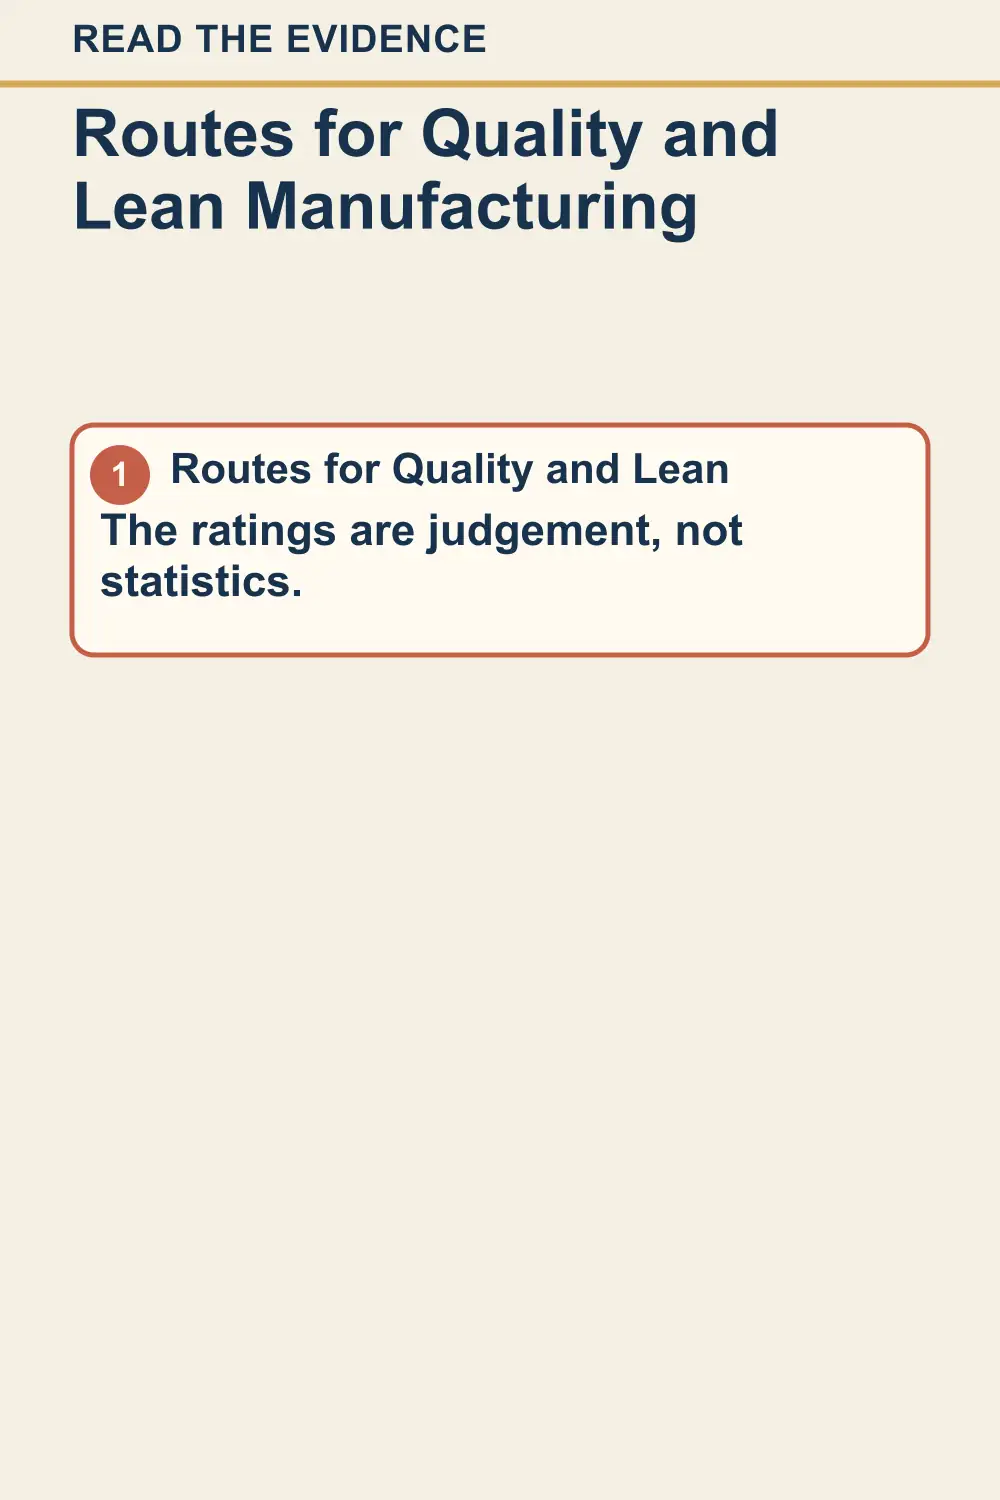 READ THE EVIDENCE
Routes for Quality and
Lean Manufacturing
1 Routes for Quality and Lean
The ratings are judgement, not
statistics.